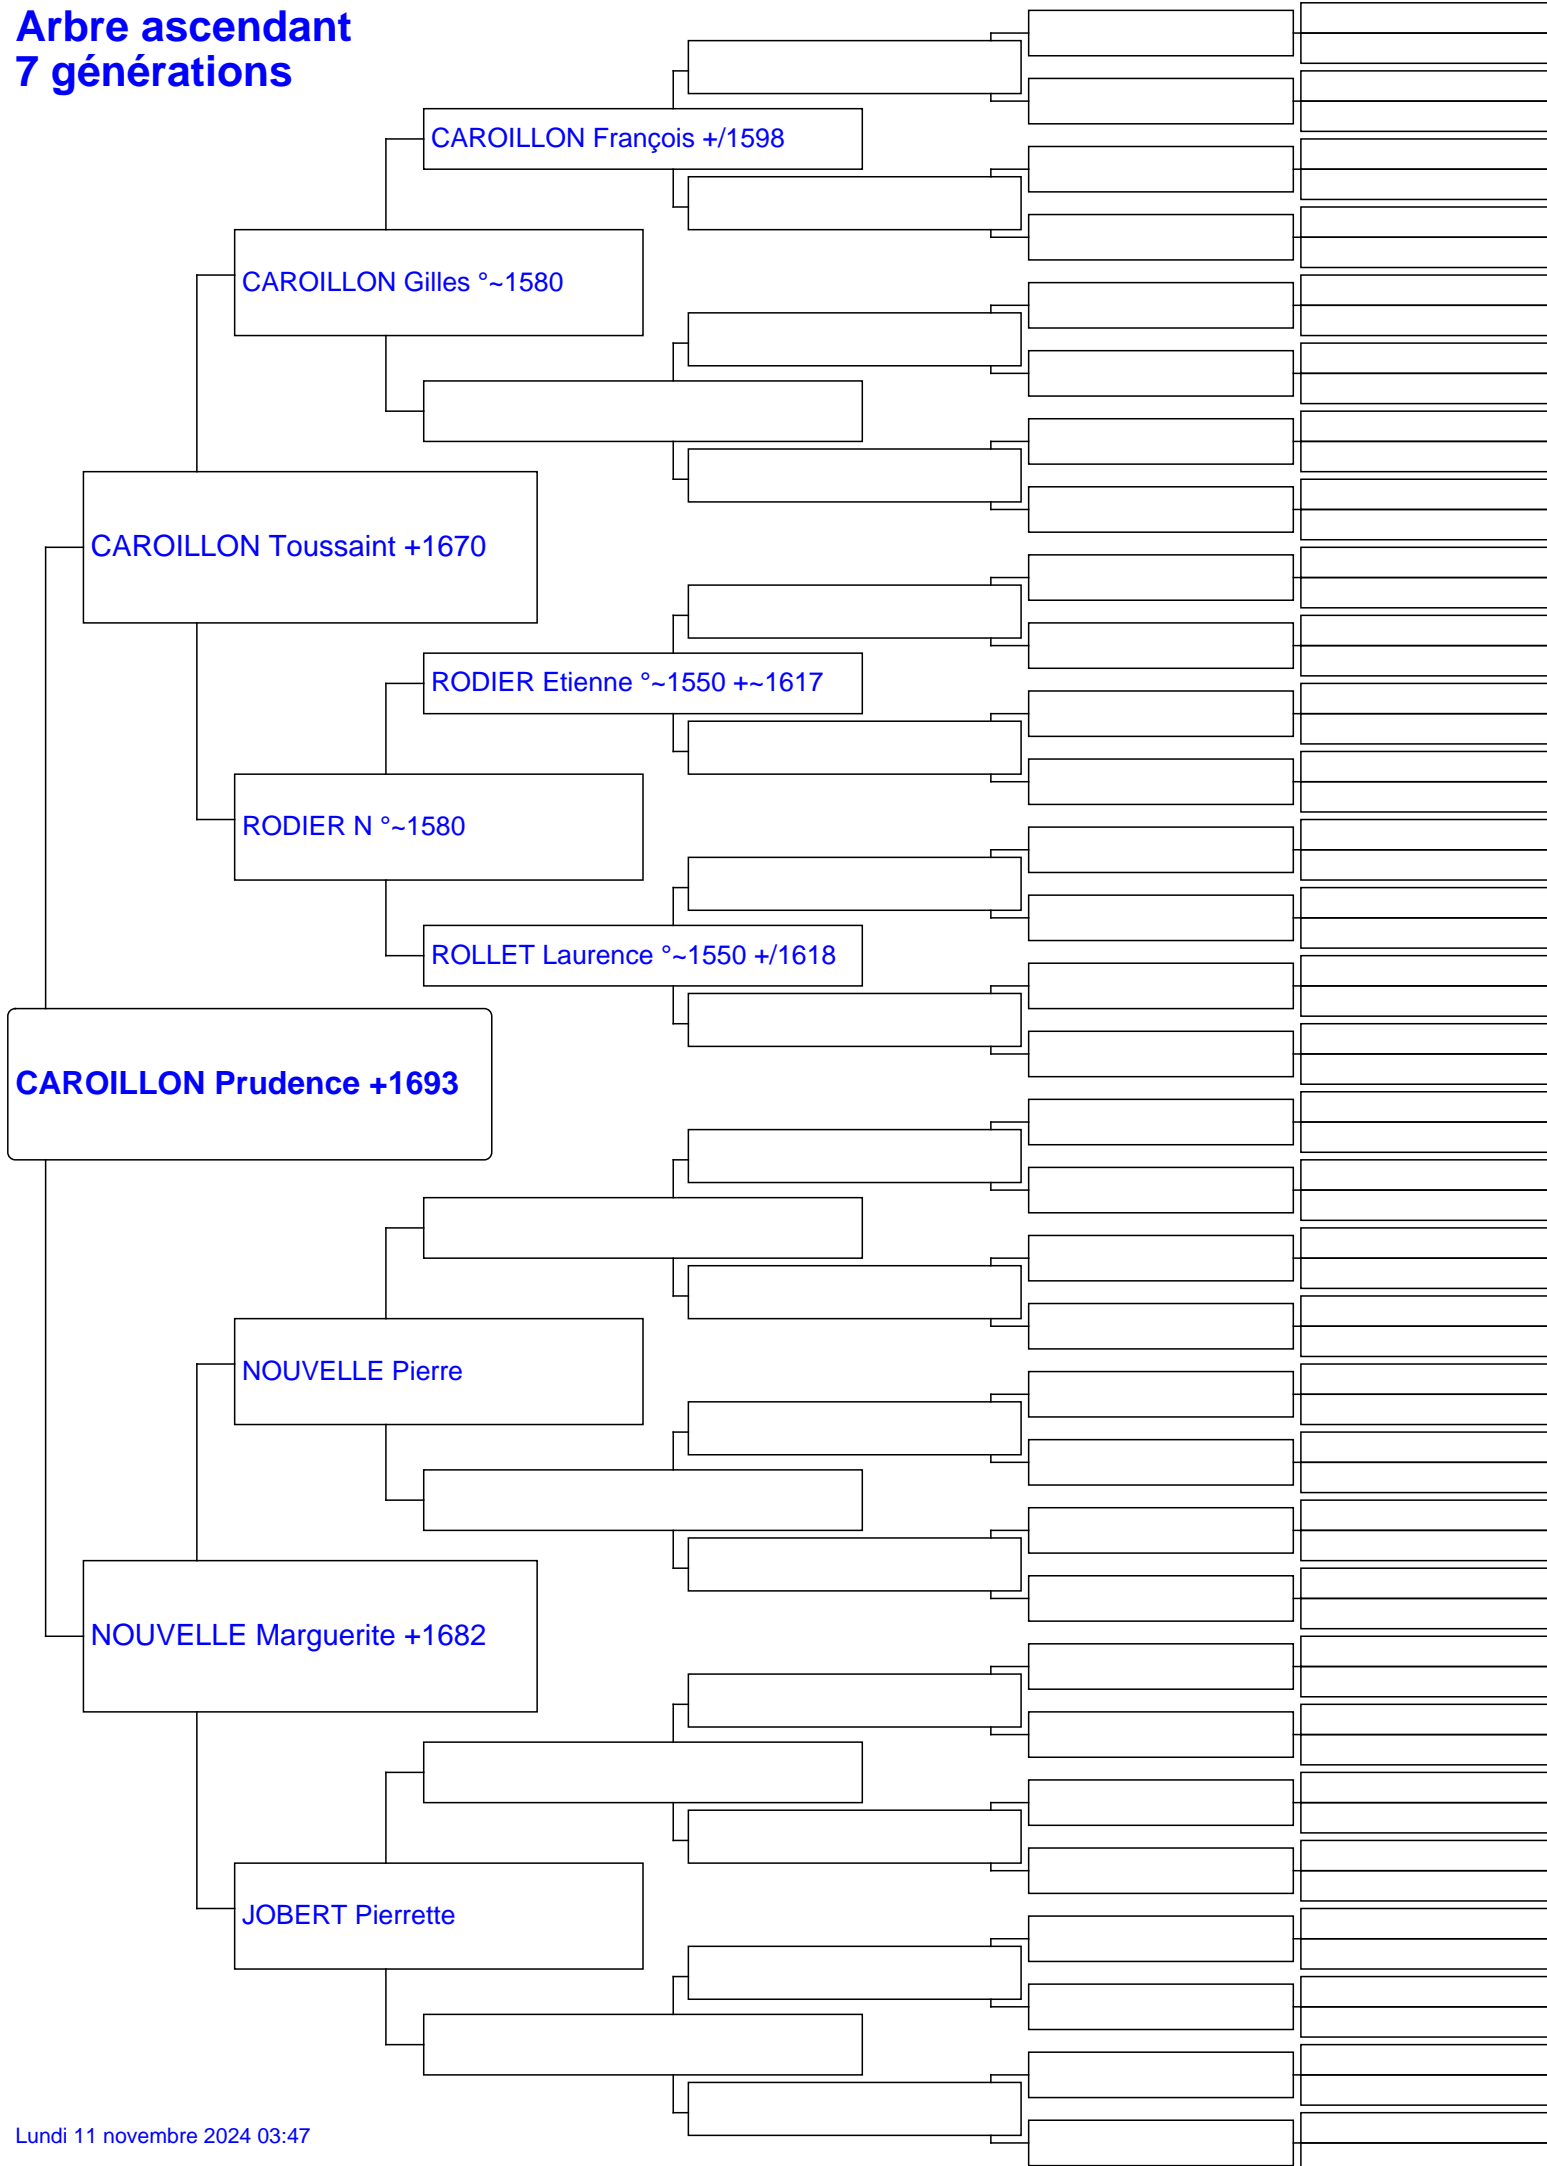 Arbre ascendant
7 générations
CAROILLON François +/1598
CAROILLON Gilles °~1580
CAROILLON Toussaint +1670
RODIER Etienne °~1550 +~1617
RODIER N °~1580
ROLLET Laurence °~1550 +/1618
CAROILLON Prudence +1693
NOUVELLE Pierre
NOUVELLE Marguerite +1682
JOBERT Pierrette
Lundi 11 novembre 2024 03:47